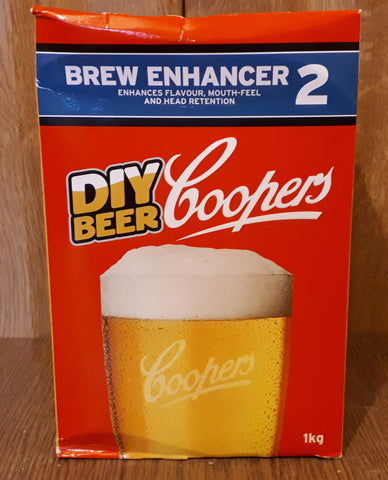 BREW ENHANCER 2
ENHANCES FLAVOUR, MOUTH-FEEL
AND HEAD RETENTION
DIY
BEER
Coopers
Coopers
1kg